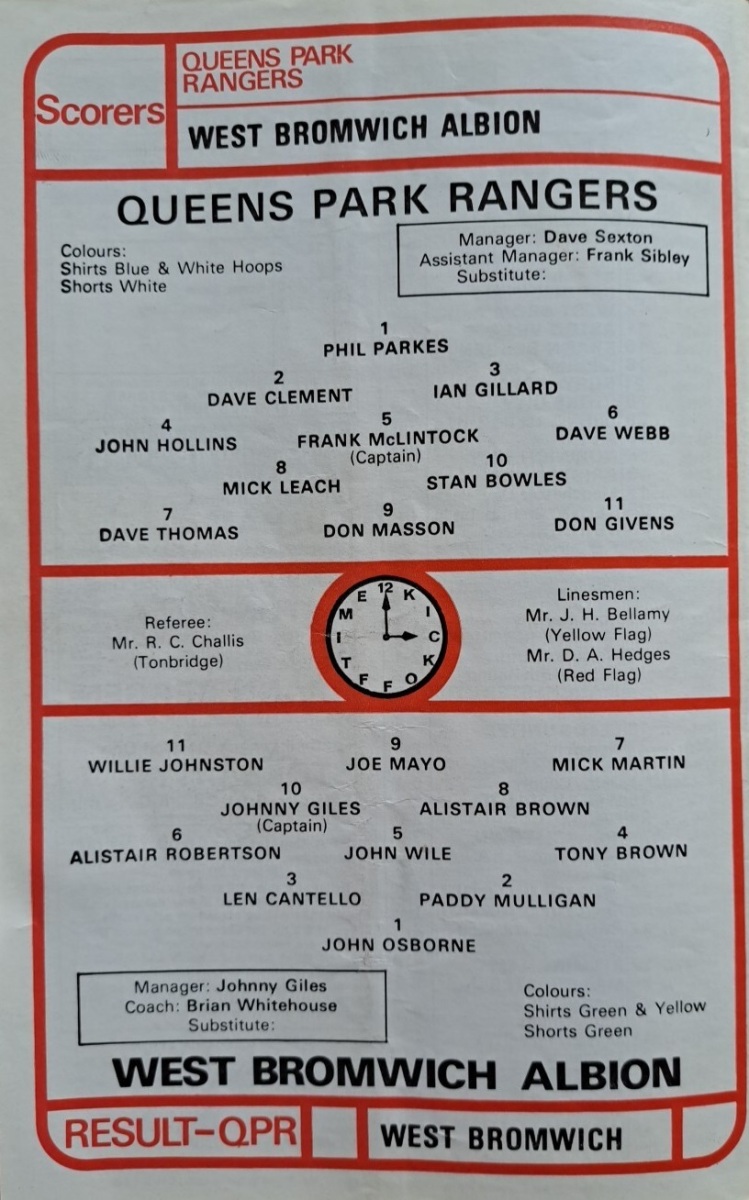 Scorers
QUEENS PARK
RANGERS
WEST BROMWICH ALBION
QUEENS PARK RANGERS
Colours:
Shirts Blue & White Hoops
Shorts White
Manager: Dave Sexton
Assistant Manager: Frank Sibley
Substitute:
1
PHIL PARKES
2
DAVE CLEMENT
3
IAN GILLARD
4
JOHN HOLLINS
5
FRANK McLINTOCK
(Captain)
6
DAVE WEBB
8
MICK LEACH
10
STAN BOWLES
7
DAVE THOMAS
9
DON MASSON
11
DON GIVENS
Referee:
Mr. R. C. Challis
(Tonbridge)
12
KICK OFF TIME
Linesmen:
Mr. J. H. Bellamy
(Yellow Flag)
Mr. D. A. Hedges
(Red Flag)
11
WILLIE JOHNSTON
9
JOE MAYO
7
MICK MARTIN
10
JOHNNY GILES
(Captain)
8
ALISTAIR BROWN
6
ALISTAIR ROBERTSON
5
JOHN WILE
4
TONY BROWN
3
LEN CANTELLO
2
PADDY MULLIGAN
1
JOHN OSBORNE
Manager: Johnny Giles
Coach: Brian Whitehouse
Substitute:
Colours:
Shirts Green & Yellow
Shorts Green
WEST BROMWICH ALBION
RESULT-QPR
WEST BROMWICH